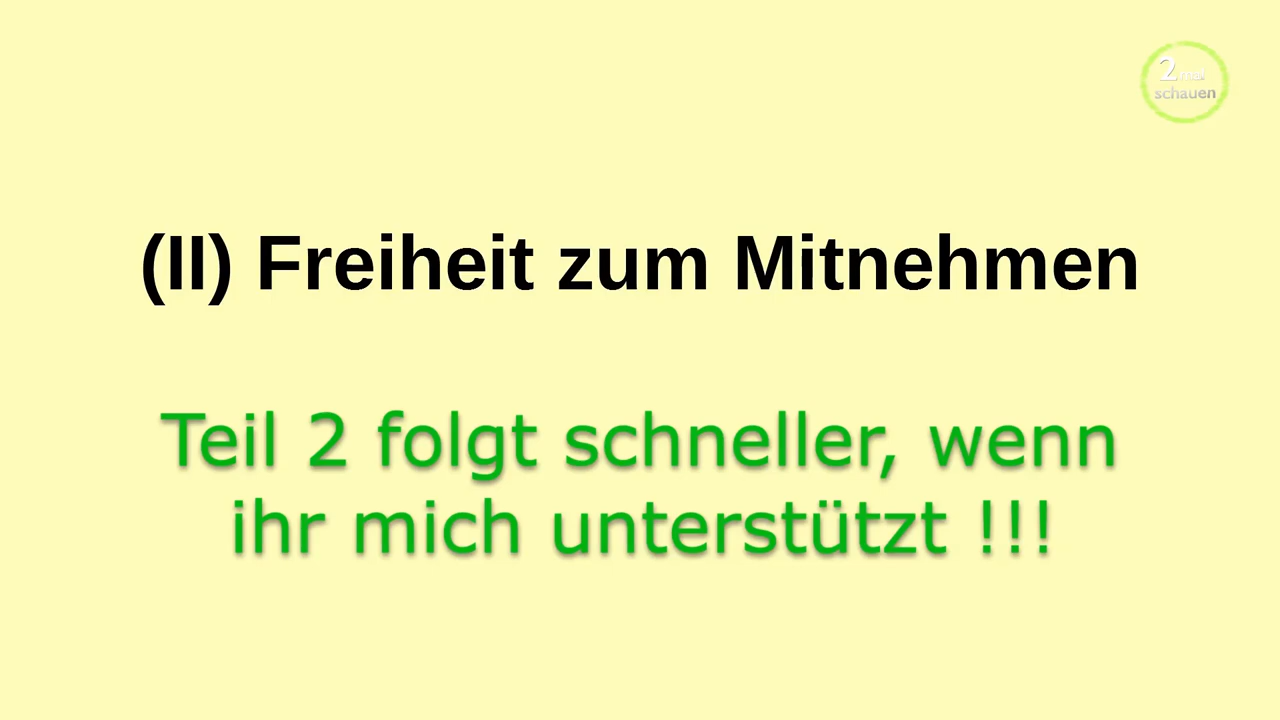 2 mal
schauen
(II) Freiheit zum Mitnehmen
Teil 2 folgt schneller, wenn
ihr mich unterstützt !!!